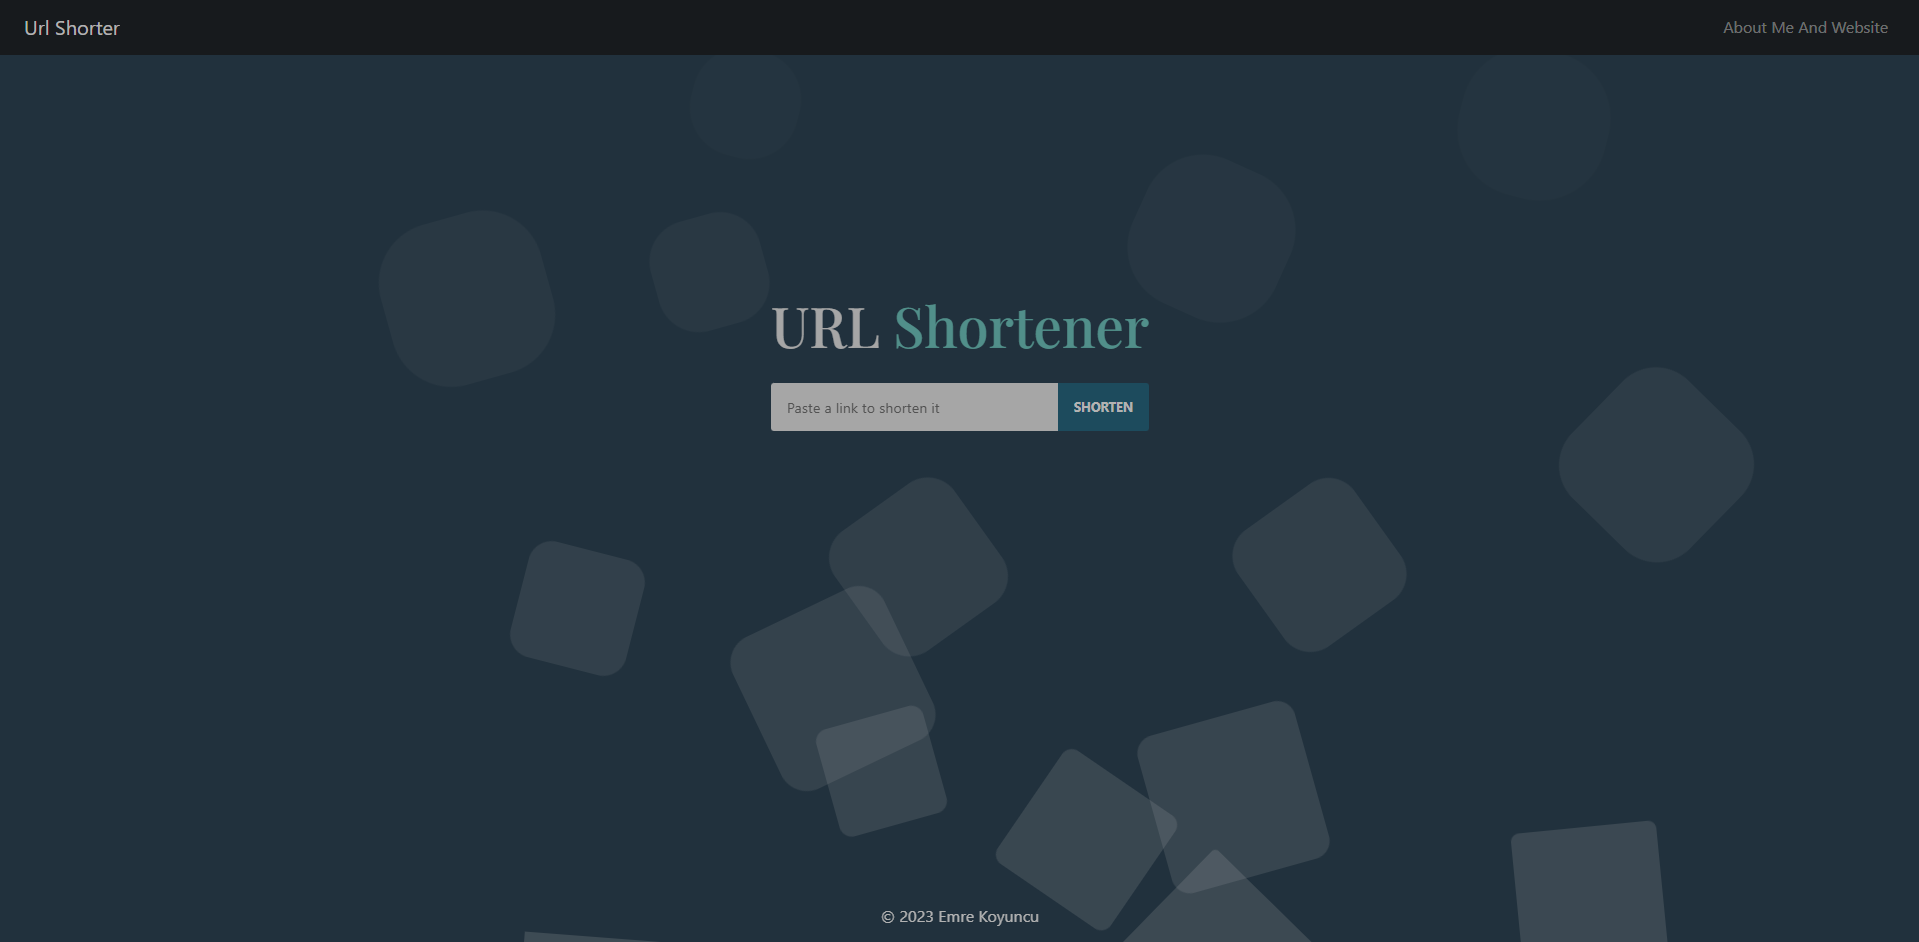 Url Shorter
About Me And Website
URL Shortener
Paste a link to shorten it
SHORTEN
© 2023 Emre Koyuncu